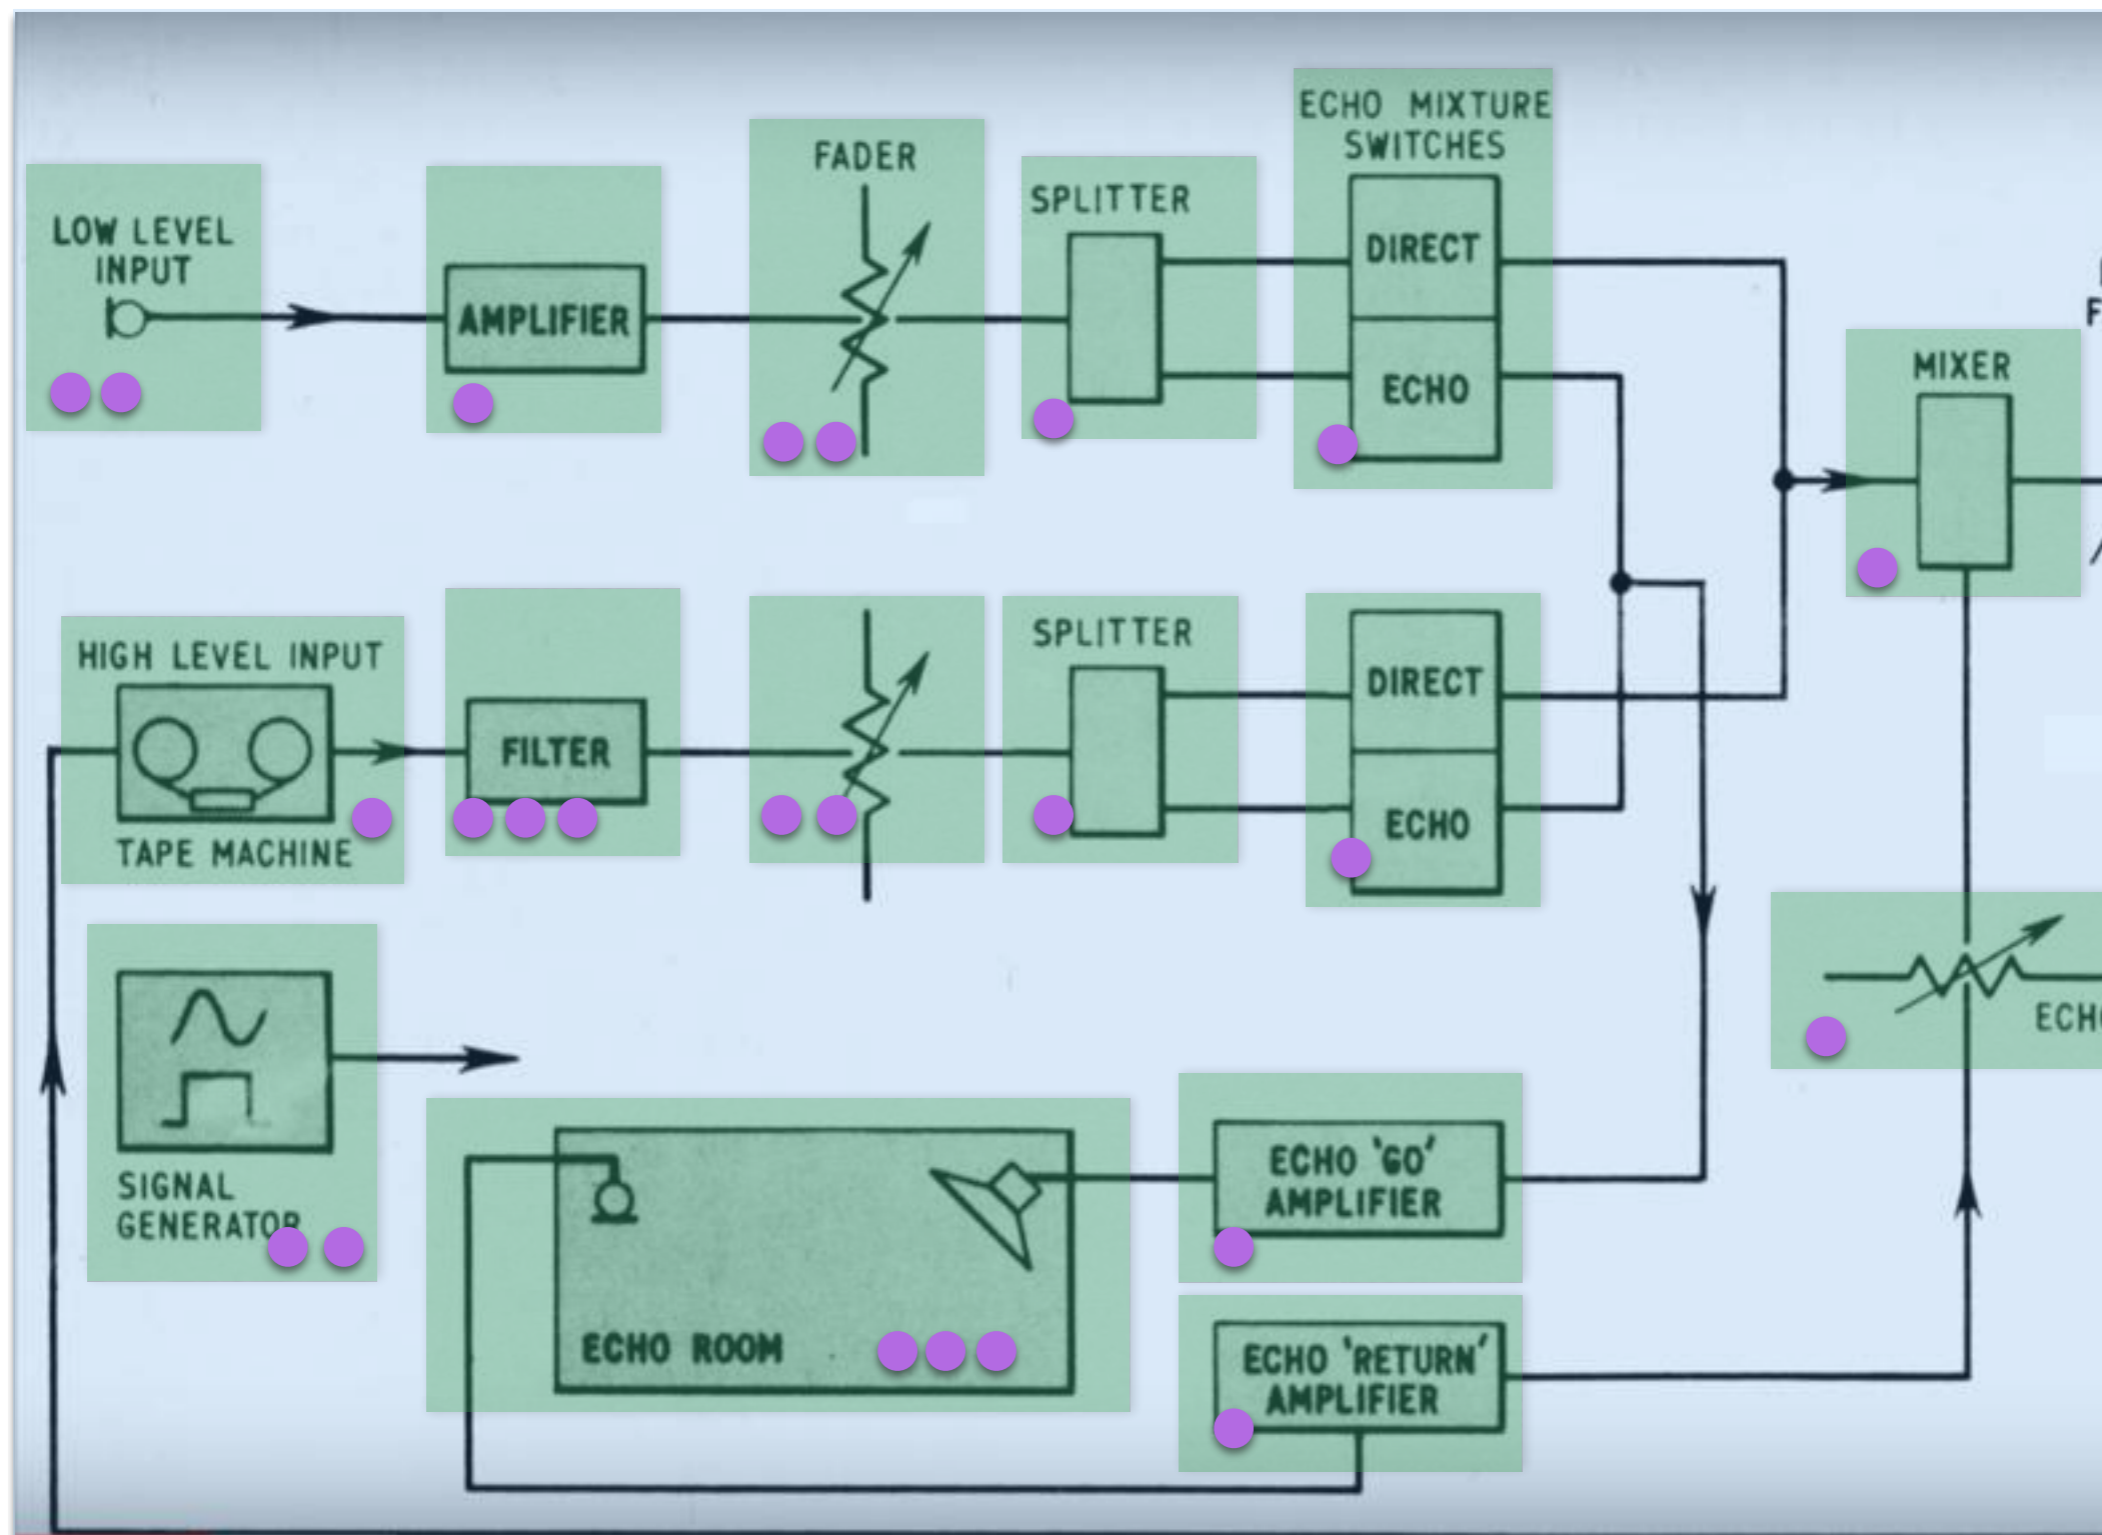 ECHO MIXTURE
SWITCHES
FADER
SPLITTER
LOW LEVEL
INPUT
AMPLIFIER
DIRECT
ECHO
MIXER
HIGH LEVEL INPUT
TAPE MACHINE
FILTER
SPLITTER
DIRECT
ECHO
SIGNAL
GENERATOR
ECHO ROOM
ECHO 'GO'
AMPLIFIER
ECHO 'RETURN'
AMPLIFIER